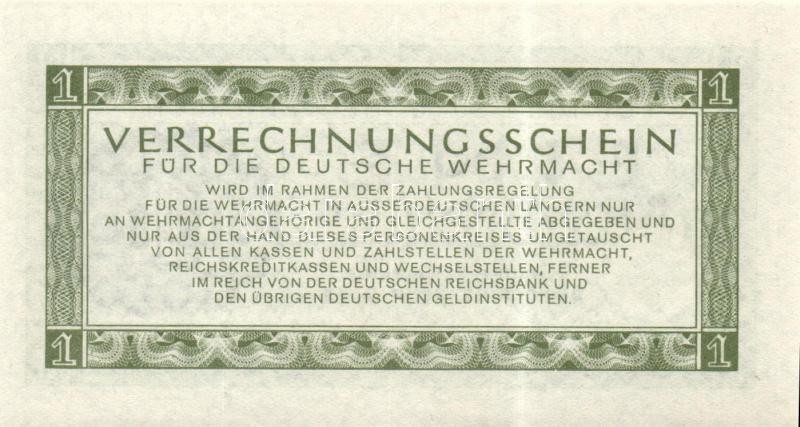 1 1
VERRECHNUNGSSCHEIN
FÜR DIE DEUTSCHE WEHRMACHT
WIRD IM RAHMEN DER ZAHLUNGSREGELUNG
FÜR DIE WEHRMACHT IN AUSSERDEUTSCHEN LÄNDERN NUR
AN WEHRMACHTANGEHÖRIGE UND GLEICHGESTELLTE ABGEGEBEN UND
NUR AUS DER HAND DIESES PERSONENKREISES UMGETAUSCHT
VON ALLEN KASSEN UND ZAHLSTELLEN DER WEHRMACHT,
REICHSKREDITKASSEN UND WECHSELSTELLEN, FERNER
IM REICH VON DER DEUTSCHEN REICHSBANK UND
DEN ÜBRIGEN DEUTSCHEN GELDINSTITUTEN.
1 1